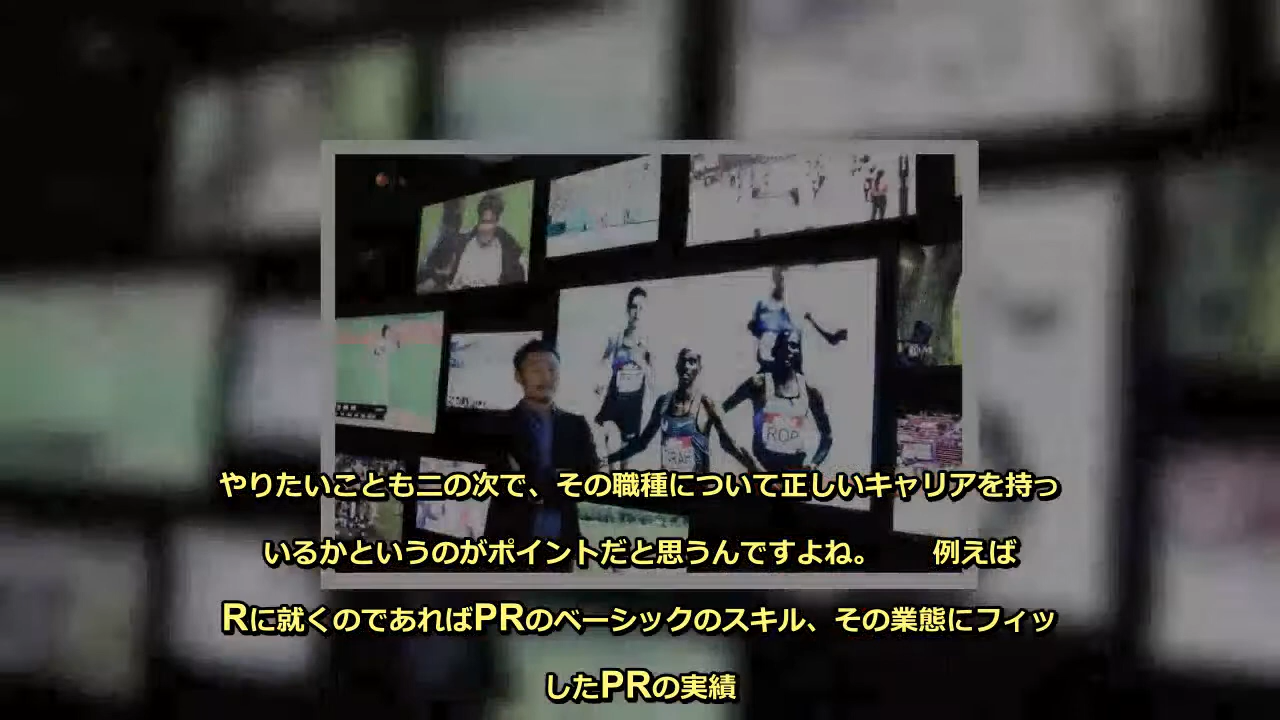 ROP
やりたいことも二の次で、その職種について正しいキャリアを持っ
いるかというのがポイントだと思うんですよね。　　例えば
Rに就くのであればPRのベーシックのスキル、その業態にフィッ
したPRの実績